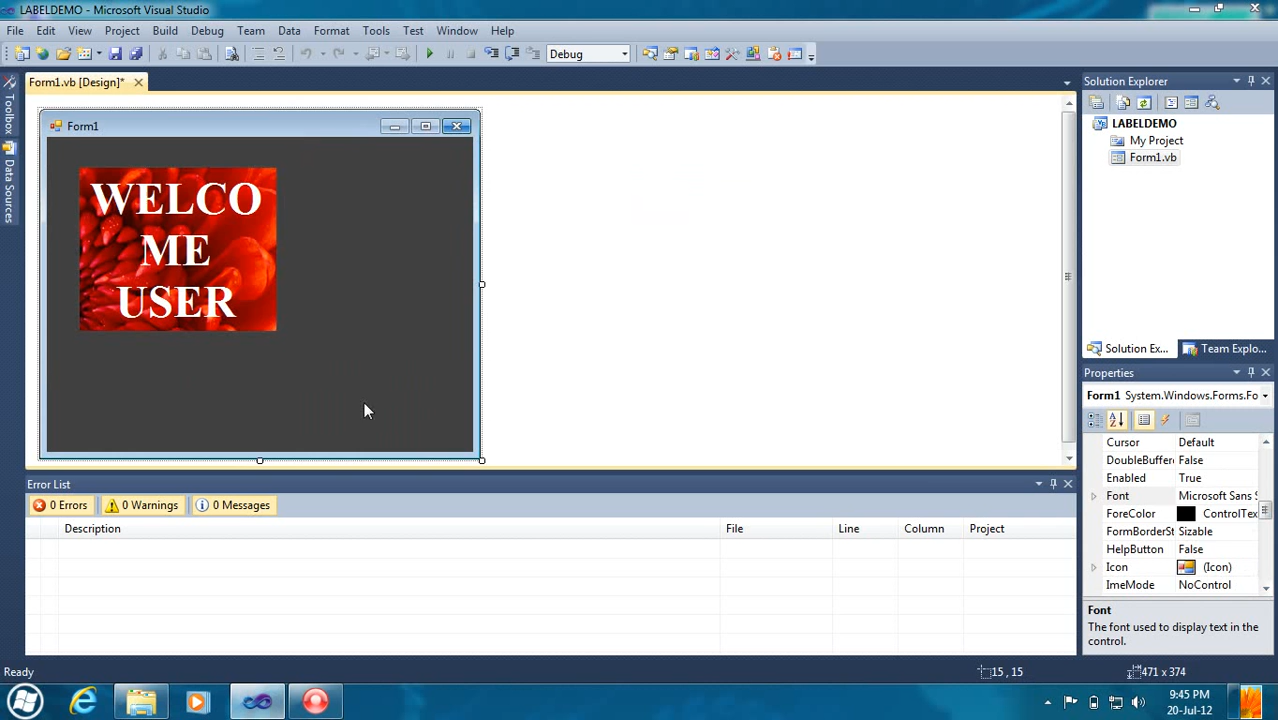 LABELDEMO - Microsoft Visual Studio
File Edit View Project Build Debug Team Data Format Tools Test Window Help
Debug
Form1.vb [Design]*
Toolbox
Data Sources
Form1
WELCO
ME
USER
Solution Explorer
LABELDEMO
My Project
Form1.vb
Solution Ex...
Team Explo...
Properties
Form1 System.Windows.Forms.Fo
Cursor Default
DoubleBuffere False
Enabled True
Font Microsoft Sans S
ForeColor ControlTex
FormBorderSt Sizable
HelpButton False
Icon (Icon)
ImeMode NoControl
Font
The font used to display text in the
control.
Error List
0 Errors
0 Warnings
0 Messages
Description File Line Column Project
Ready
15 , 15
471 x 374
9:45 PM
20-Jul-12